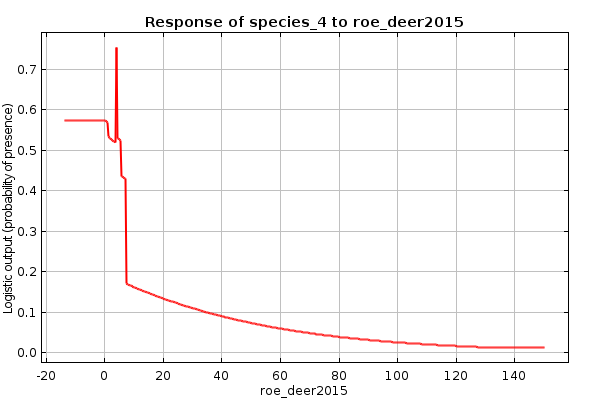 Response of species_4 to roe_deer2015
Logistic output (probability of presence)
0.7
0.6
0.5
0.4
0.3
0.2
0.1
0.0
-20 0 20 40 60 80 100 120 140
roe_deer2015